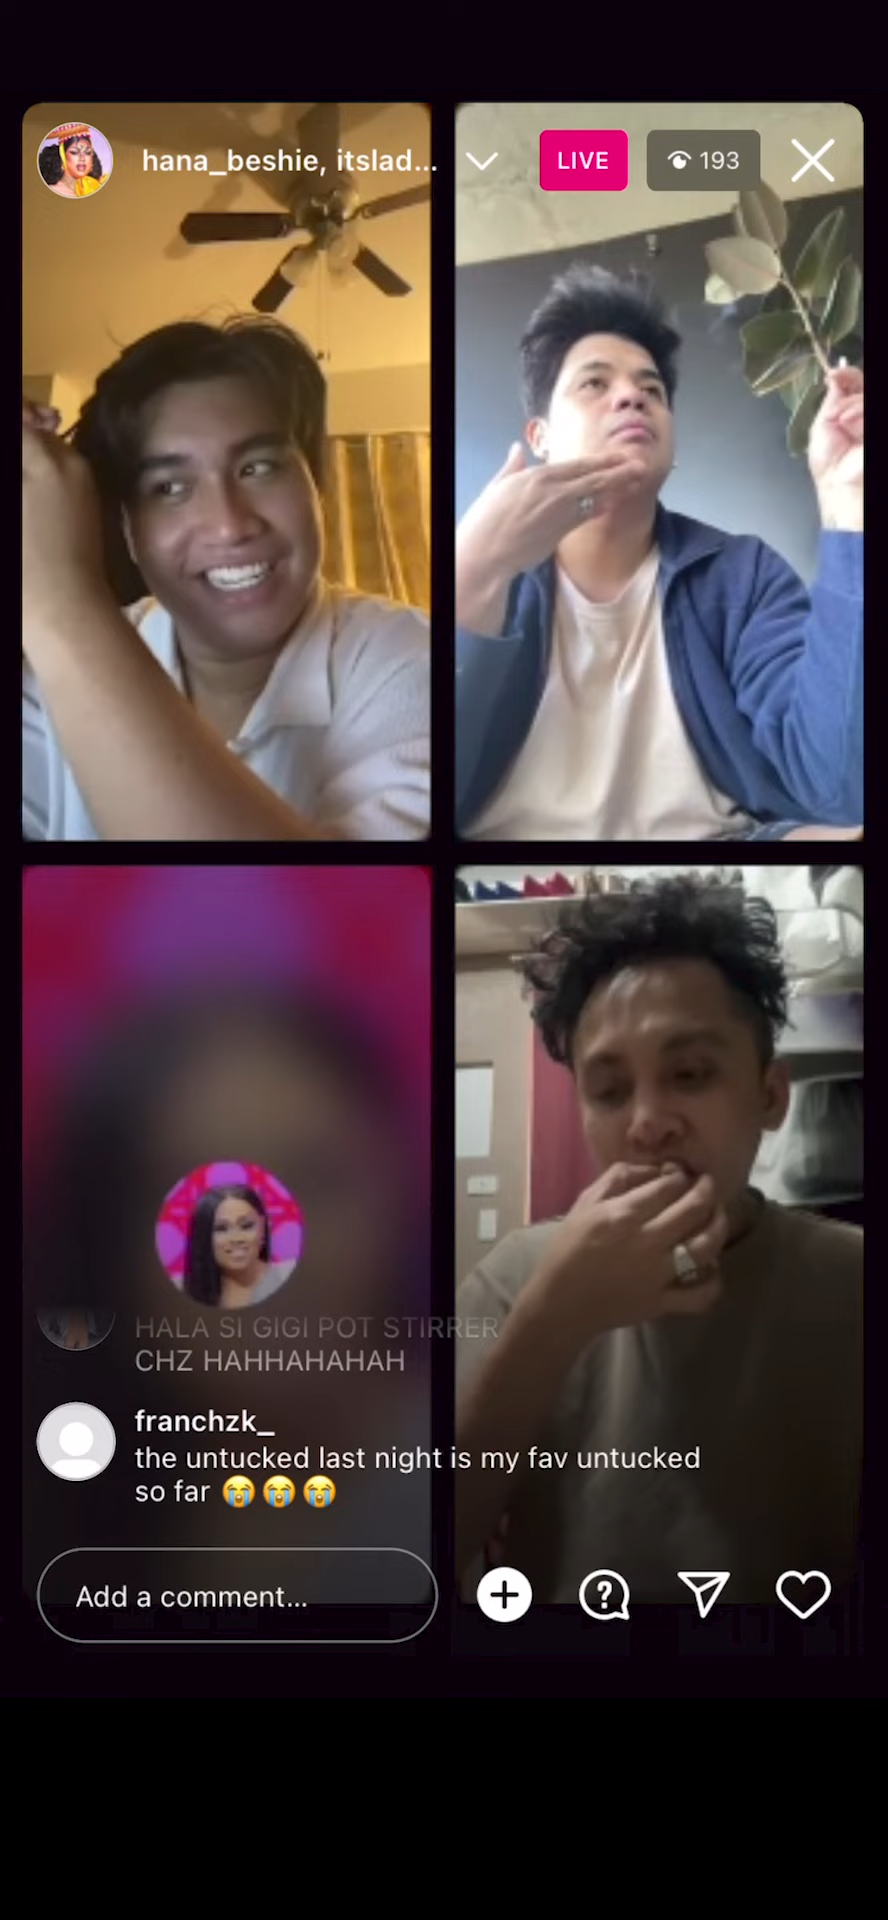 hana_beshie, itslad...
LIVE
193
HALA SI GIGI POT STIRRER
CHZ HAHHAHAHAH
franchzk_
the untucked last night is my fav untucked
so far 😭😭😭
Add a comment...